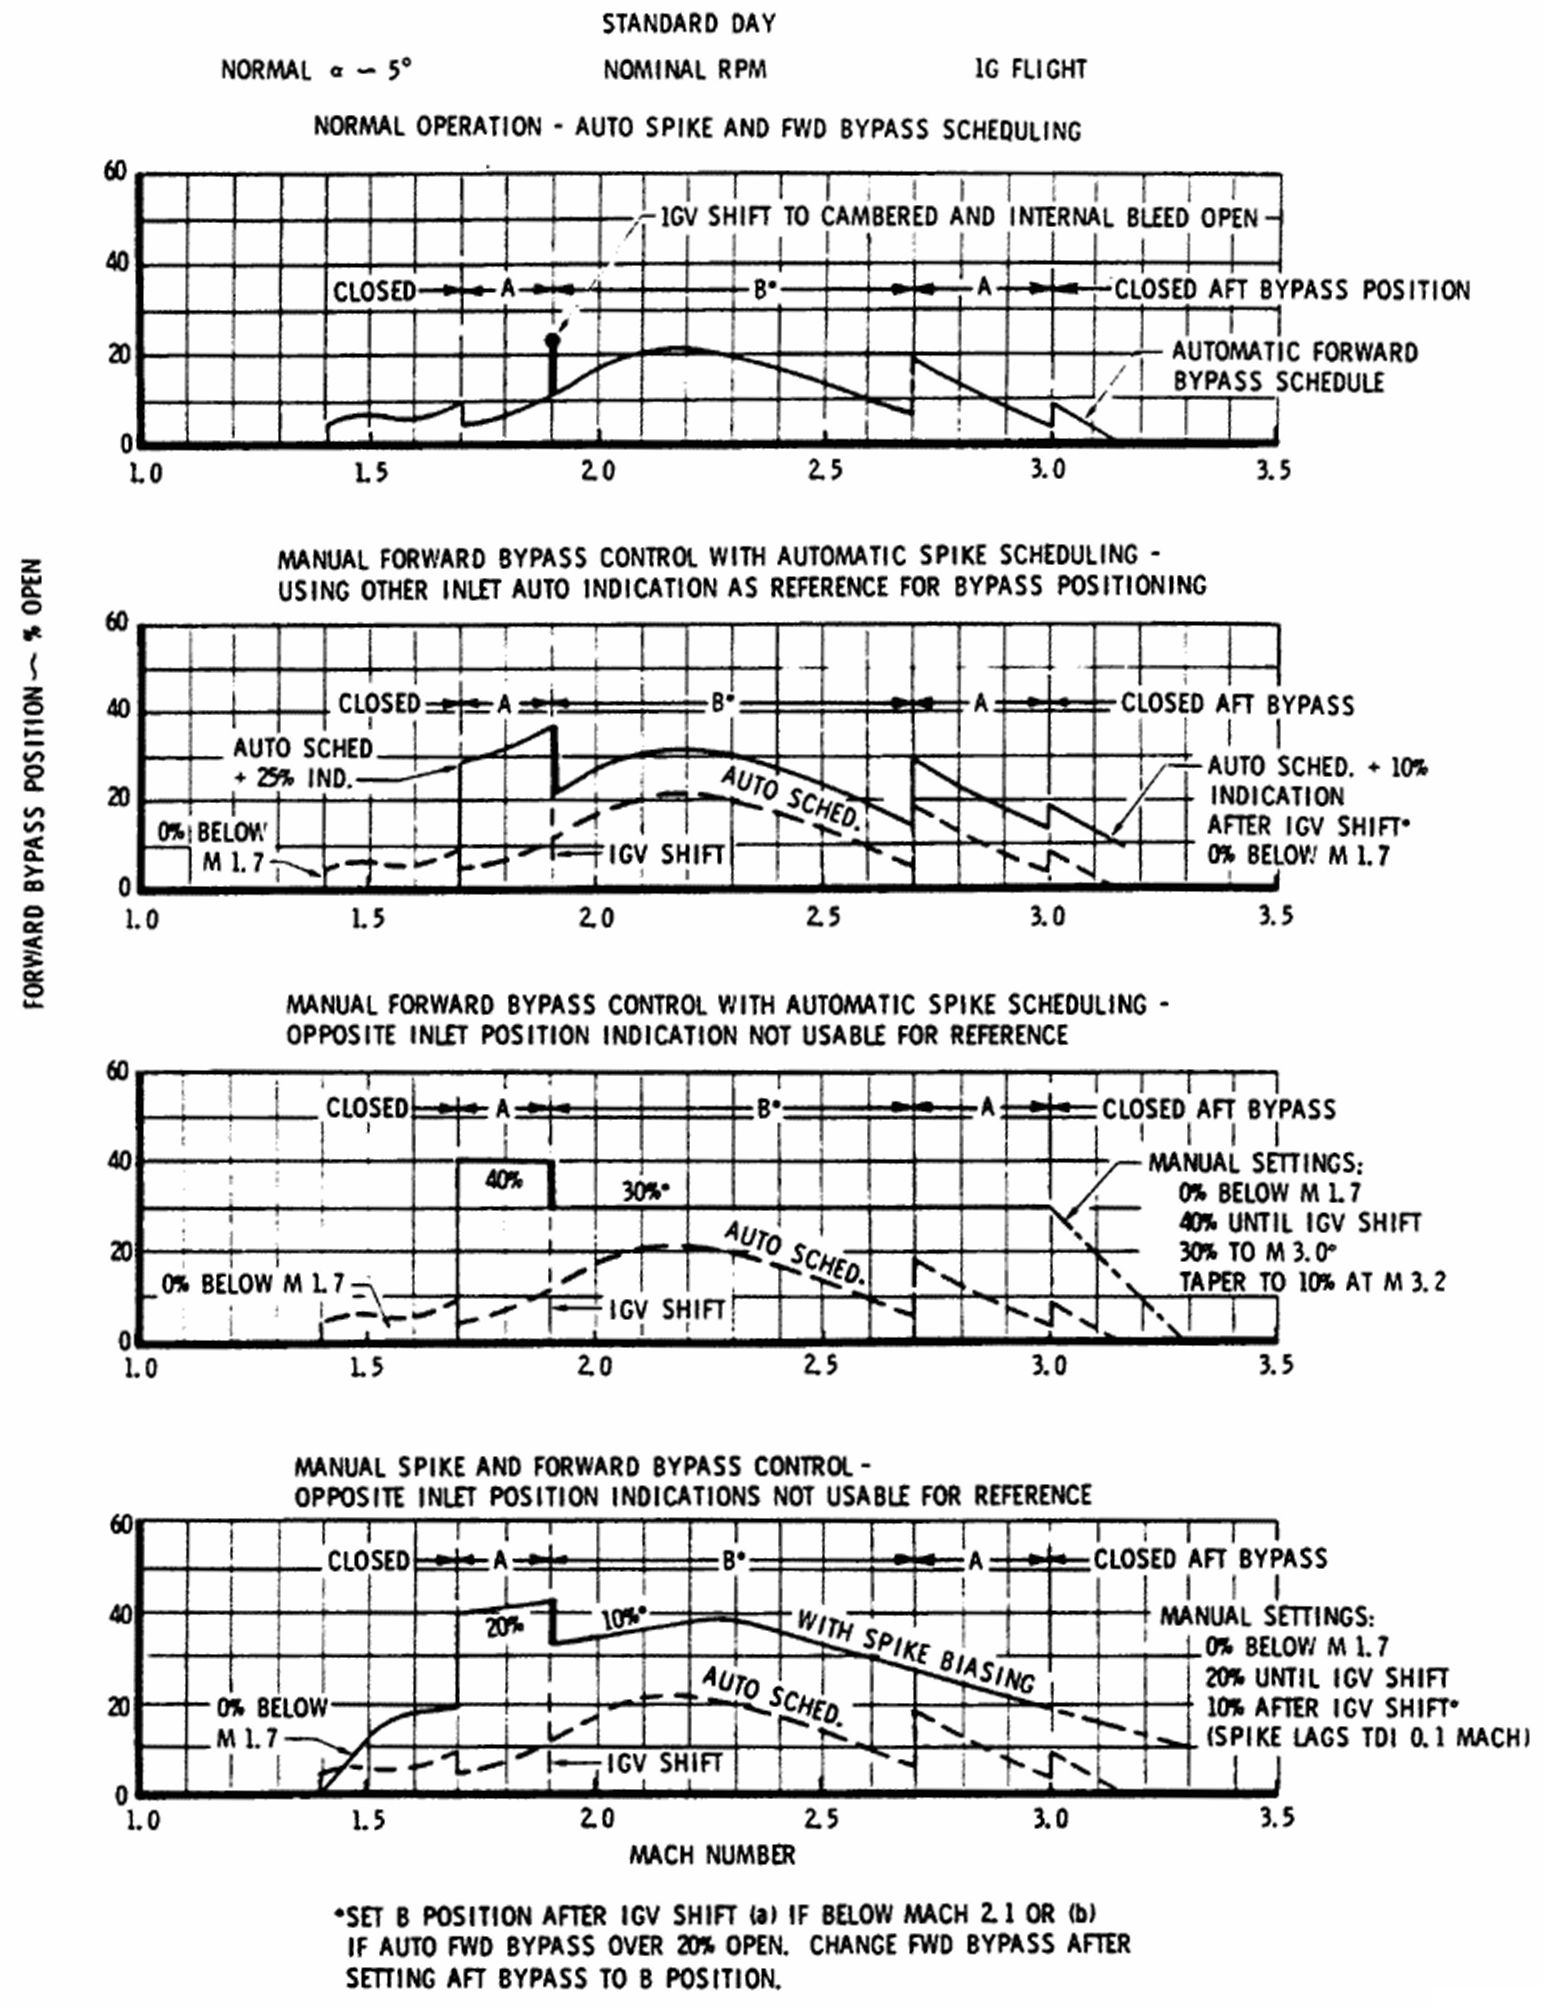 STANDARD DAY
NORMAL α ∽ 5° NOMINAL RPM 1G FLIGHT
NORMAL OPERATION - AUTO SPIKE AND FWD BYPASS SCHEDULING
60
IGV SHIFT TO CAMBERED AND INTERNAL BLEED OPEN
40
CLOSED A B* A CLOSED AFT BYPASS POSITION
20
AUTOMATIC FORWARD
BYPASS SCHEDULE
0
1.0 1.5 2.0 2.5 3.0 3.5
FORWARD BYPASS POSITION ∽ % OPEN
MANUAL FORWARD BYPASS CONTROL WITH AUTOMATIC SPIKE SCHEDULING -
USING OTHER INLET AUTO INDICATION AS REFERENCE FOR BYPASS POSITIONING
60
CLOSED A B* A CLOSED AFT BYPASS
40
AUTO SCHED
+ 25% IND.
AUTO SCHED. + 10%
INDICATION
AFTER IGV SHIFT*
0% BELOW M 1.7
20
AUTO SCHED.
0% BELOW
M 1.7
IGV SHIFT
0
1.0 1.5 2.0 2.5 3.0 3.5
MANUAL FORWARD BYPASS CONTROL WITH AUTOMATIC SPIKE SCHEDULING -
OPPOSITE INLET POSITION INDICATION NOT USABLE FOR REFERENCE
60
CLOSED A B* A CLOSED AFT BYPASS
40
40% 30%*
MANUAL SETTINGS:
0% BELOW M 1.7
40% UNTIL IGV SHIFT
30% TO M 3.0*
TAPER TO 10% AT M 3.2
20
AUTO SCHED.
0% BELOW M 1.7
IGV SHIFT
0
1.0 1.5 2.0 2.5 3.0 3.5
MANUAL SPIKE AND FORWARD BYPASS CONTROL -
OPPOSITE INLET POSITION INDICATIONS NOT USABLE FOR REFERENCE
60
CLOSED A B* A CLOSED AFT BYPASS
40
20% 10%*
WITH SPIKE BIASING
MANUAL SETTINGS:
0% BELOW M 1.7
20% UNTIL IGV SHIFT
10% AFTER IGV SHIFT*
(SPIKE LAGS TDI 0.1 MACH)
20
AUTO SCHED.
0% BELOW
M 1.7
IGV SHIFT
0
1.0 1.5 2.0 2.5 3.0 3.5
MACH NUMBER
*SET B POSITION AFTER IGV SHIFT (a) IF BELOW MACH 2.1 OR (b)
IF AUTO FWD BYPASS OVER 20% OPEN. CHANGE FWD BYPASS AFTER
SETTING AFT BYPASS TO B POSITION.